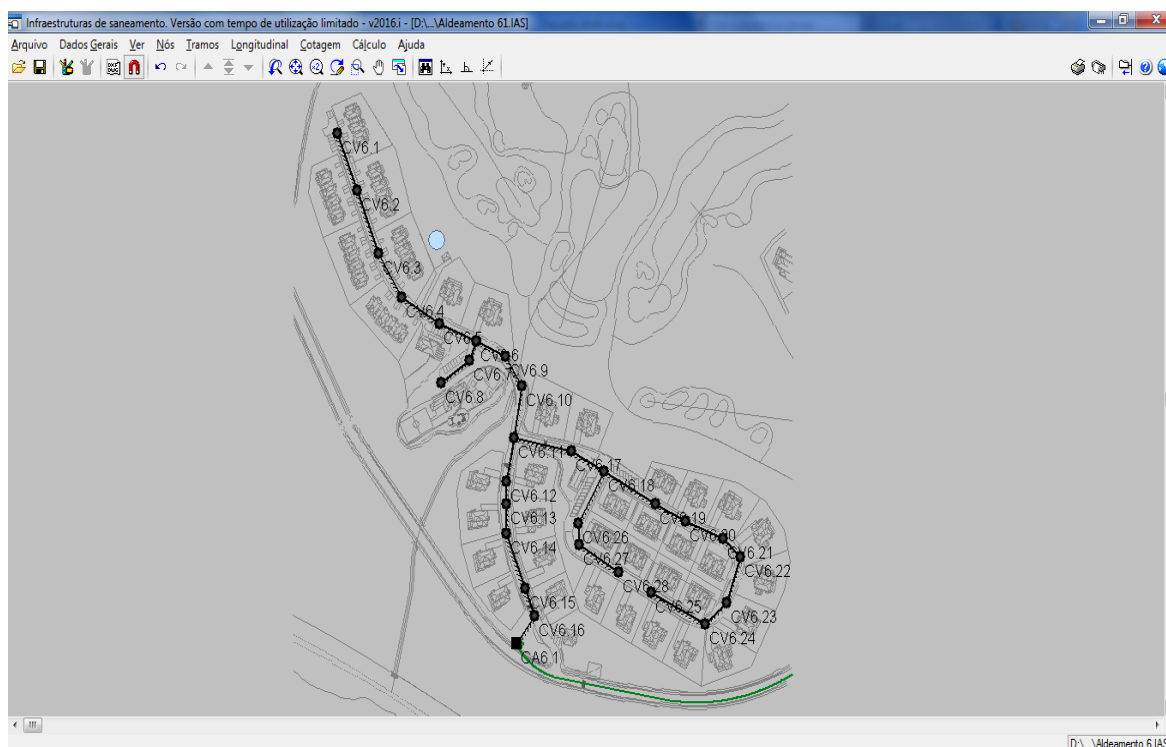 Infraestruturas de saneamento. Versão com tempo de utilização limitado - v2016.i - [D:\...\Aldeamento 61.IAS]
Arquivo Dados Gerais Ver Nós Tramos Longitudinal Cotagem Cálculo Ajuda
CV6.1
CV6.2
CV6.3
CV6.4
CV6.5
CV6.6
CV6.7
CV6.9
CV6.8
CV6.10
CV6.11
CV6.17
CV6.18
CV6.12
CV6.19
CV6.13
CV6.26
CV6.20
CV6.14
CV6.21
CV6.27
CV6.22
CV6.28
CV6.15
CV6.25
CV6.23
CV6.16
CV6.24
CA6.1
D:\...\Aldeamento 6.IAS